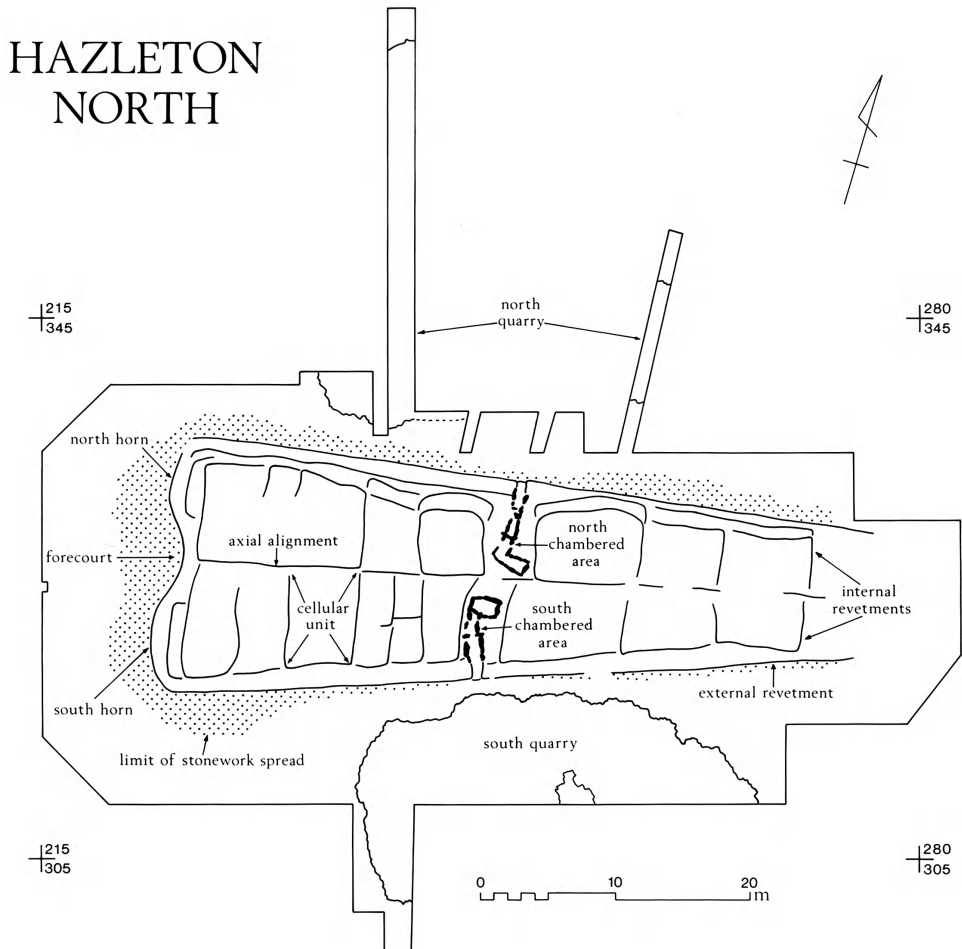 HAZLETON
NORTH
215
345
north
quarry
280
345
north horn
axial alignment
north
chambered
area
forecourt
cellular
unit
south
chambered
area
internal
revetments
south horn
external revetment
limit of stonework spread
south quarry
215
305
280
305
0 10 20
m